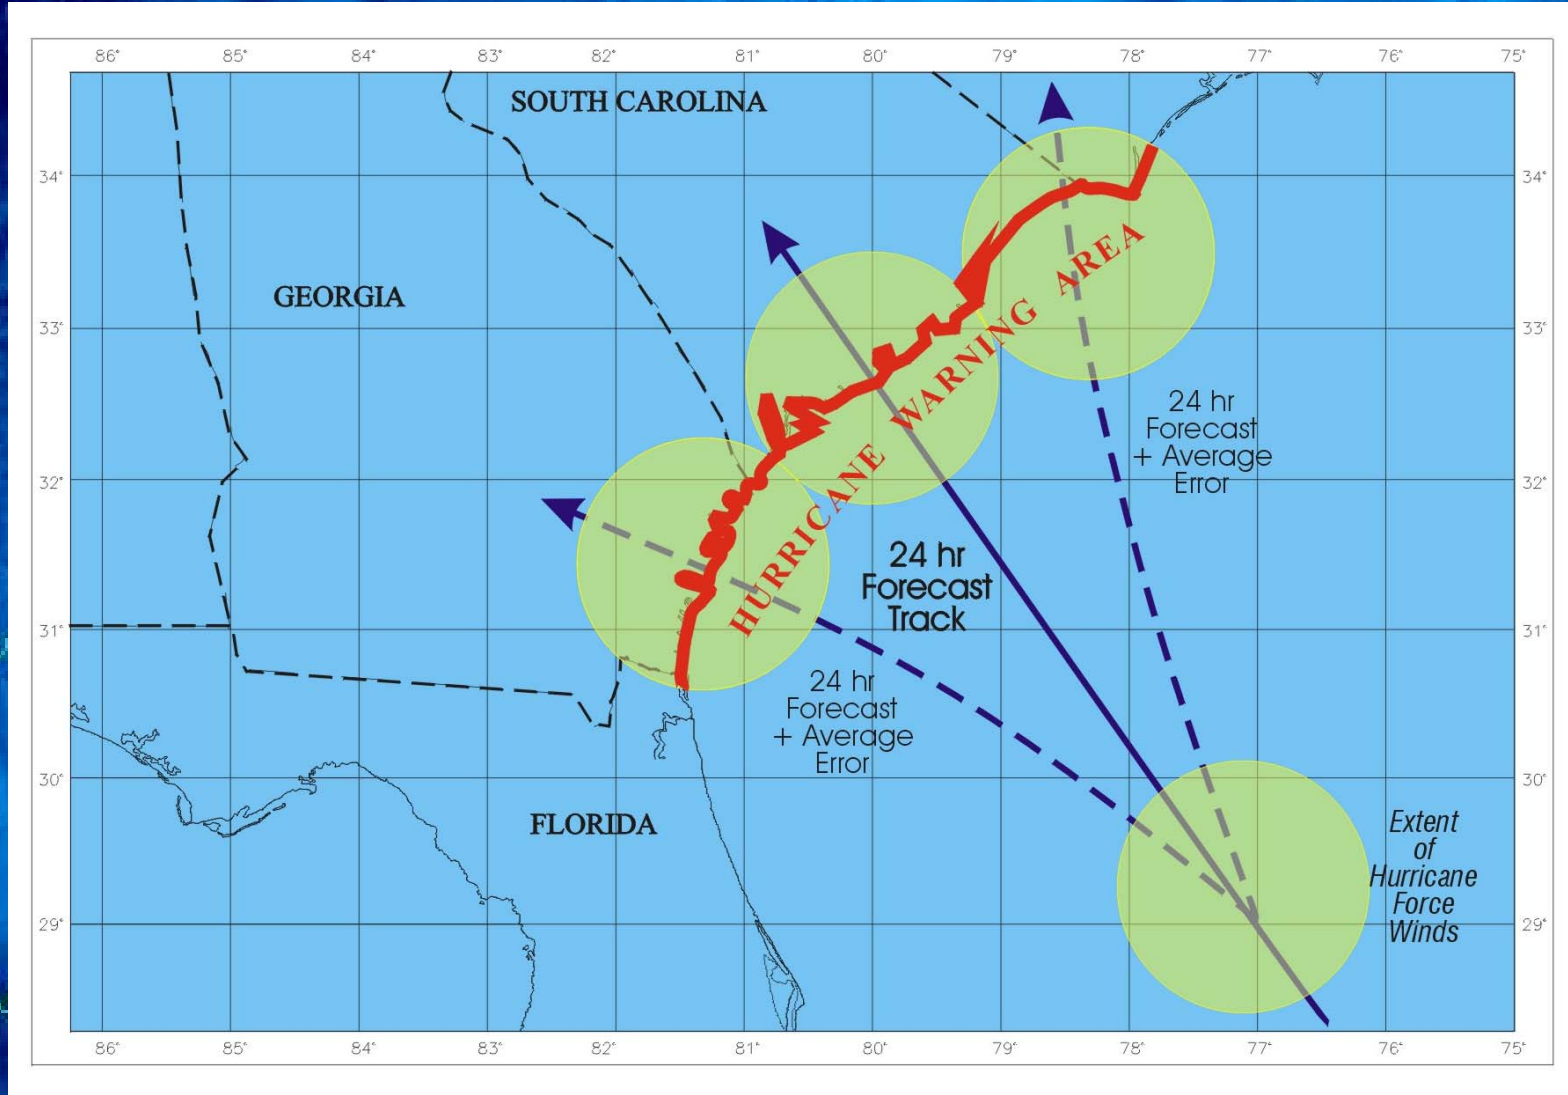 86° 85° 84° 83° 82° 81° 80° 79° 78° 77° 76° 75°
SOUTH CAROLINA
34° 34°
HURRICANE WARNING AREA
GEORGIA
33° 33°
24 hr
Forecast
+ Average
Error
32° 32°
24 hr
Forecast
Track
31° 31°
24 hr
Forecast
+ Average
Error
30° 30°
FLORIDA
Extent
of
Hurricane
Force
Winds
29° 29°
86° 85° 84° 83° 82° 81° 80° 79° 78° 77° 76° 75°